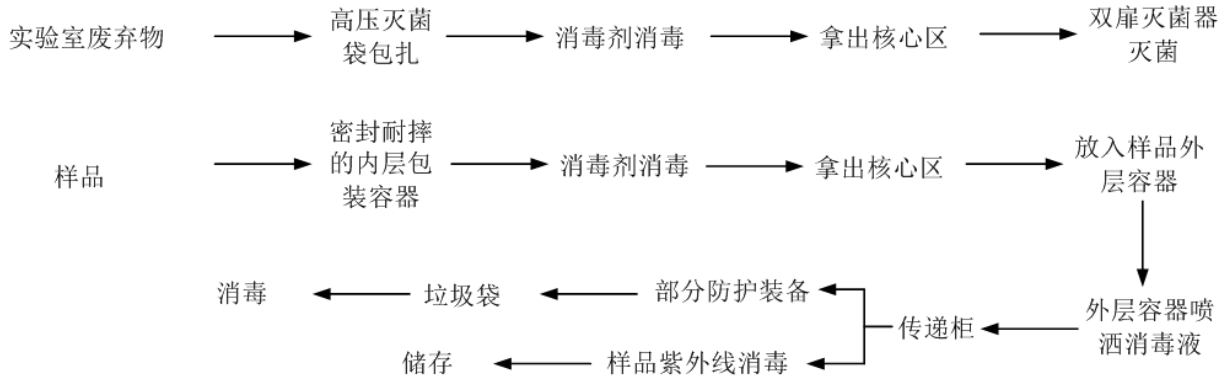 实验室废弃物
高压灭菌
袋包扎
消毒剂消毒
拿出核心区
双扉灭菌器
灭菌
样品
密封耐摔
的内层包
装容器
消毒剂消毒
拿出核心区
放入样品外
层容器
外层容器喷
洒消毒液
传递柜
部分防护装备
垃圾袋
消毒
样品紫外线消毒
储存